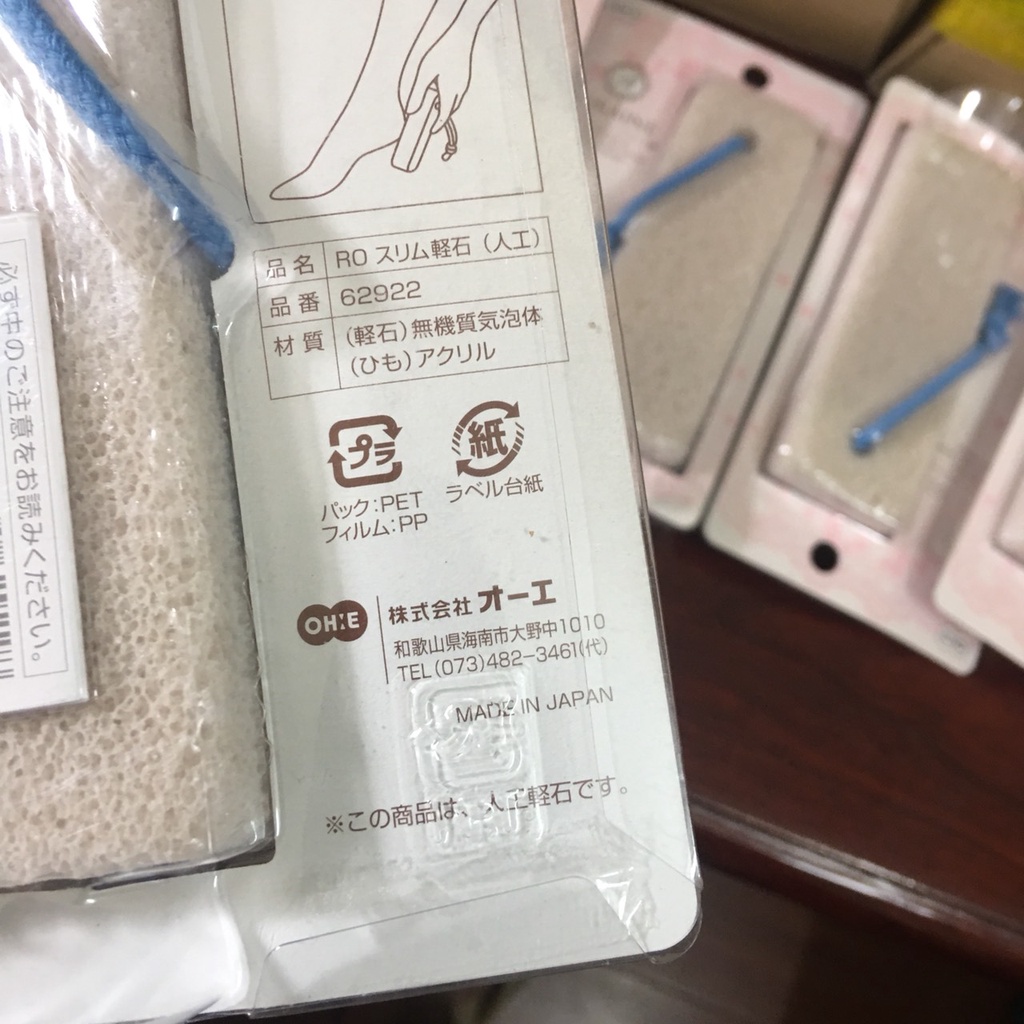 品名 RO スリム軽石（人工）
品番 62922
材質 （軽石）無機質気泡体
（ひも）アクリル
プラ
紙
パック：PET
フィルム：PP
ラベル台紙
OH:E
株式会社 オーエ
和歌山県海南市大野中1010
TEL(073)482-3461(代)
MADE IN JAPAN
※この商品は、人工軽石です。
必ず中のご注意をお読みください。